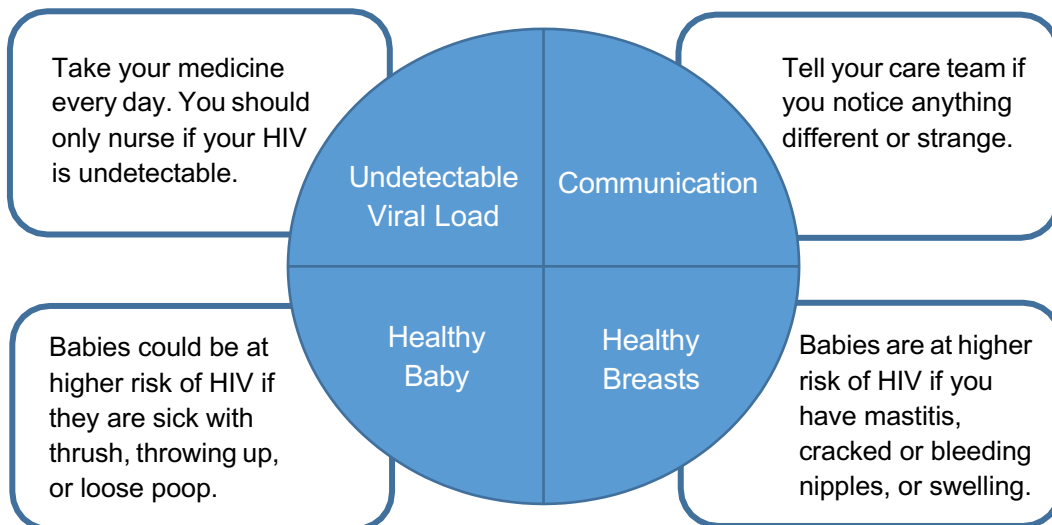 Take your medicine
every day. You should
only nurse if your HIV
is undetectable.
Undetectable
Viral Load
Communication
Tell your care team if
you notice anything
different or strange.
Babies could be at
higher risk of HIV if
they are sick with
thrush, throwing up,
or loose poop.
Healthy
Baby
Healthy
Breasts
Babies are at higher
risk of HIV if you
have mastitis,
cracked or bleeding
nipples, or swelling.